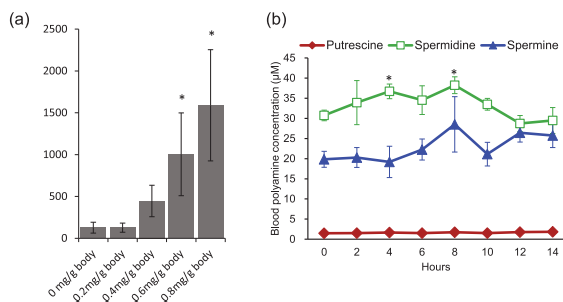 (a)
2500
2000
1500
1000
500
0
*
*
0 mg/g body
0.2mg/g body
0.4mg/g body
0.6mg/g body
0.8mg/g body
(b)
Putrescine Spermidine Spermine
Blood polyamine concentration (µM)
45
40
35
30
25
20
15
10
5
0
*
*
0 2 4 6 8 10 12 14
Hours